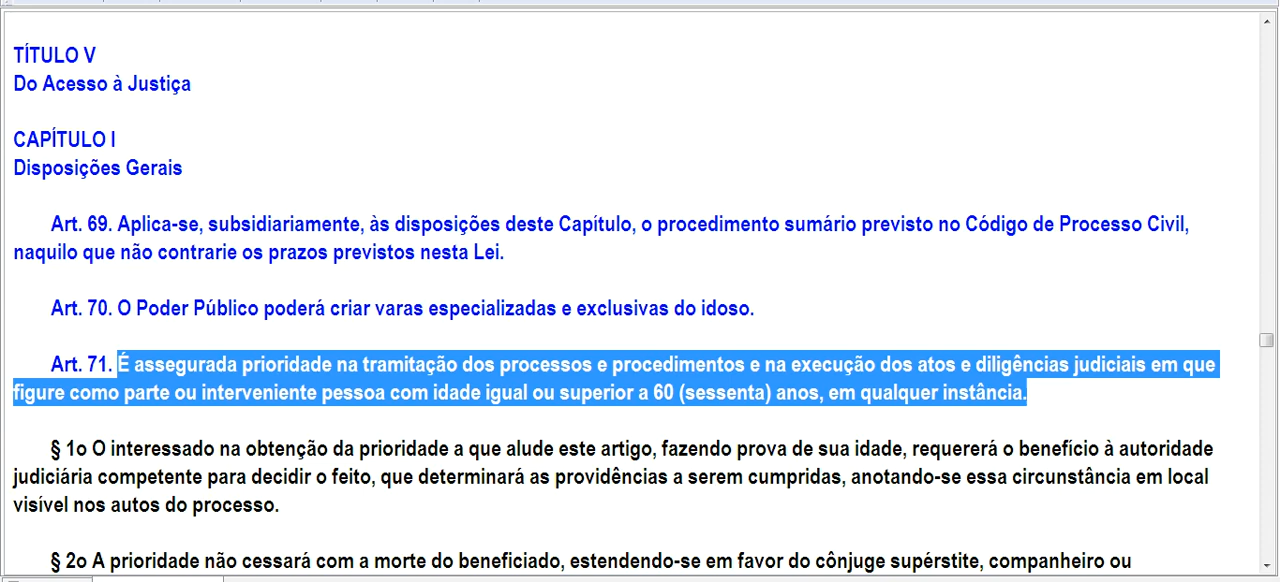 TÍTULO V
Do Acesso à Justiça
CAPÍTULO I
Disposições Gerais
Art. 69. Aplica-se, subsidiariamente, às disposições deste Capítulo, o procedimento sumário previsto no Código de Processo Civil,
naquilo que não contrarie os prazos previstos nesta Lei.
Art. 70. O Poder Público poderá criar varas especializadas e exclusivas do idoso.
Art. 71. É assegurada prioridade na tramitação dos processos e procedimentos e na execução dos atos e diligências judiciais em que
figure como parte ou interveniente pessoa com idade igual ou superior a 60 (sessenta) anos, em qualquer instância.
§ 1o O interessado na obtenção da prioridade a que alude este artigo, fazendo prova de sua idade, requererá o benefício à autoridade
judiciária competente para decidir o feito, que determinará as providências a serem cumpridas, anotando-se essa circunstância em local
visível nos autos do processo.
§ 2o A prioridade não cessará com a morte do beneficiado, estendendo-se em favor do cônjuge supérstite, companheiro ou